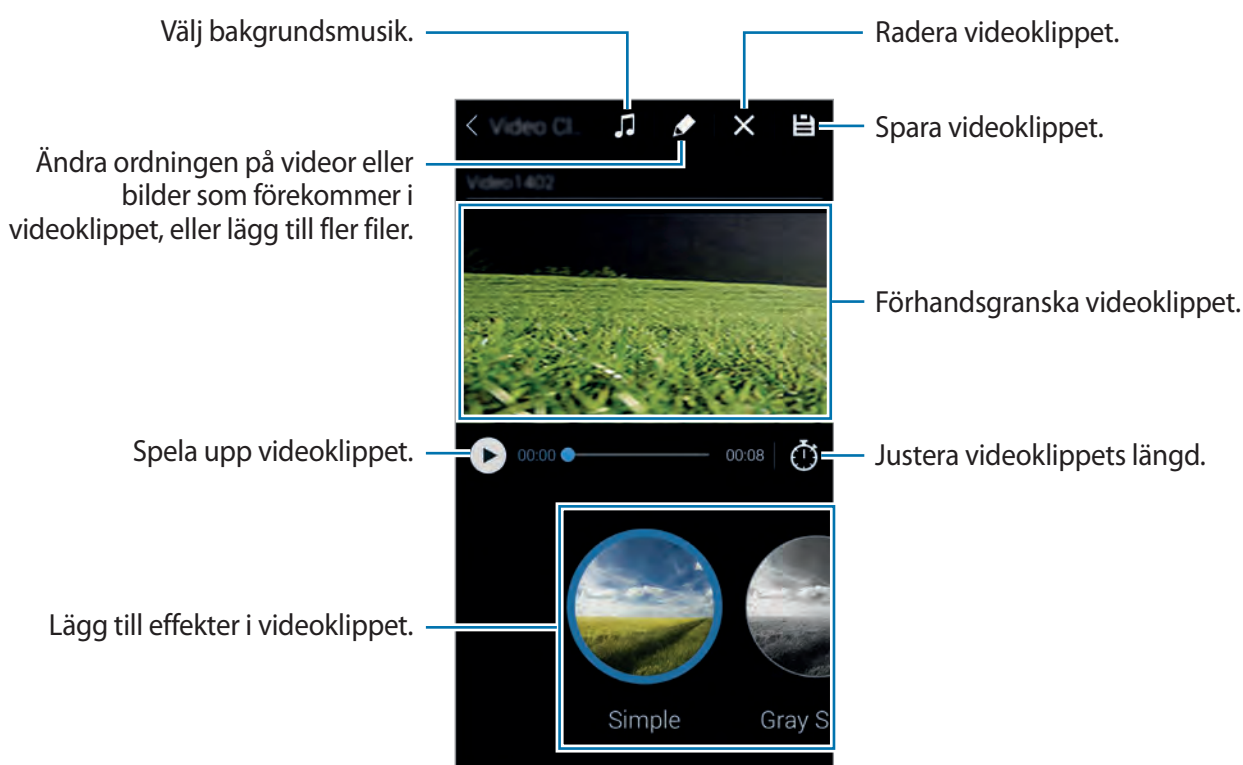 Välj bakgrundsmusik.
Radera videoklippet.
Video Cl..
Spara videoklippet.
Ändra ordningen på videor eller
bilder som förekommer i
videoklippet, eller lägg till fler filer.
Video1402
Förhandsgranska videoklippet.
Spela upp videoklippet.
00:00
00:08
Justera videoklippets längd.
Lägg till effekter i videoklippet.
Simple
Gray S